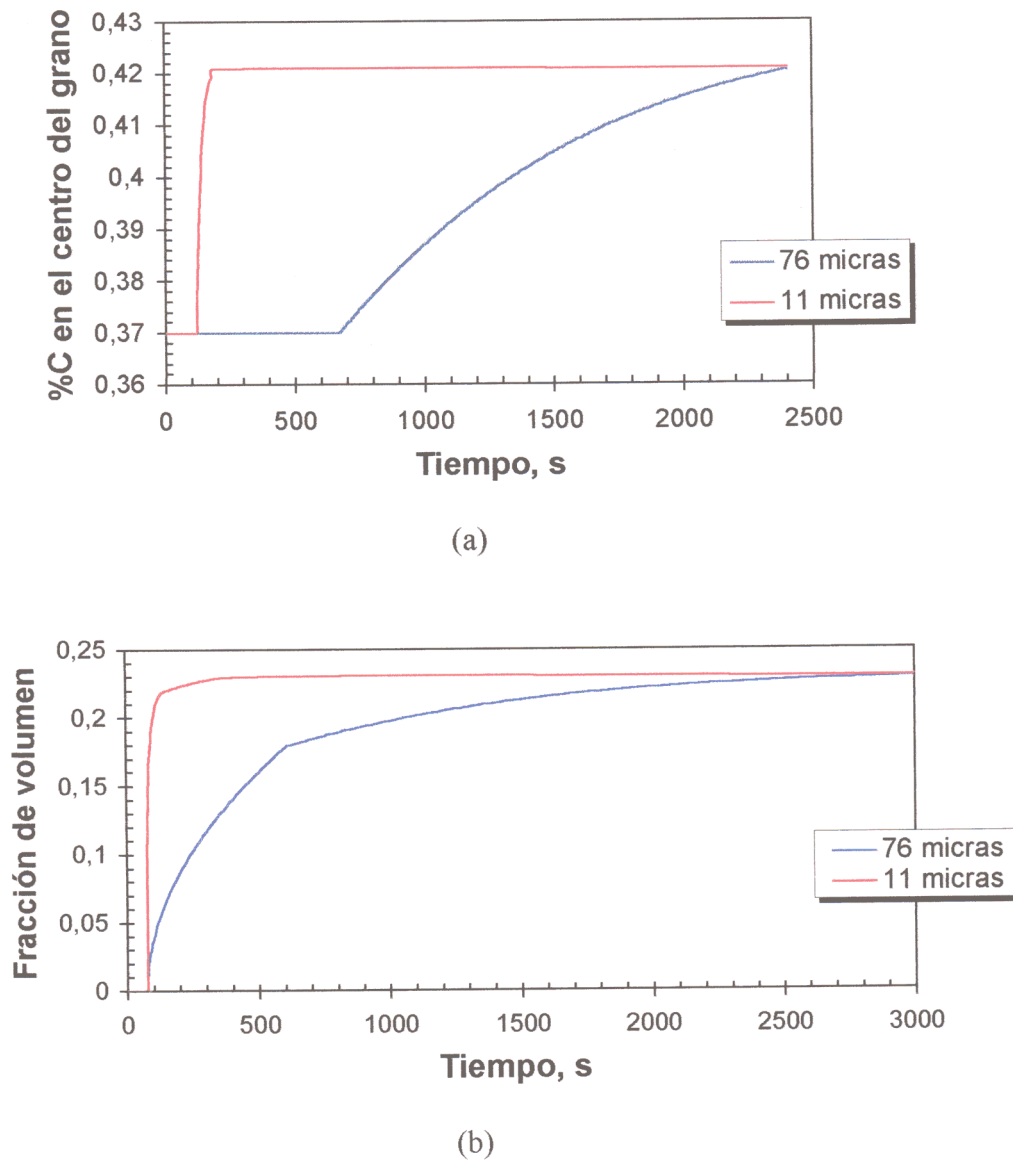 %C en el centro del grano
0,43
0,42
0,41
0,4
0,39
0,38
0,37
0,36
0
500
1000
1500
2000
2500
Tiempo, s
76 micras
11 micras
(a)
Fracción de volumen
0,25
0,2
0,15
0,1
0,05
0
0
500
1000
1500
2000
2500
3000
Tiempo, s
76 micras
11 micras
(b)